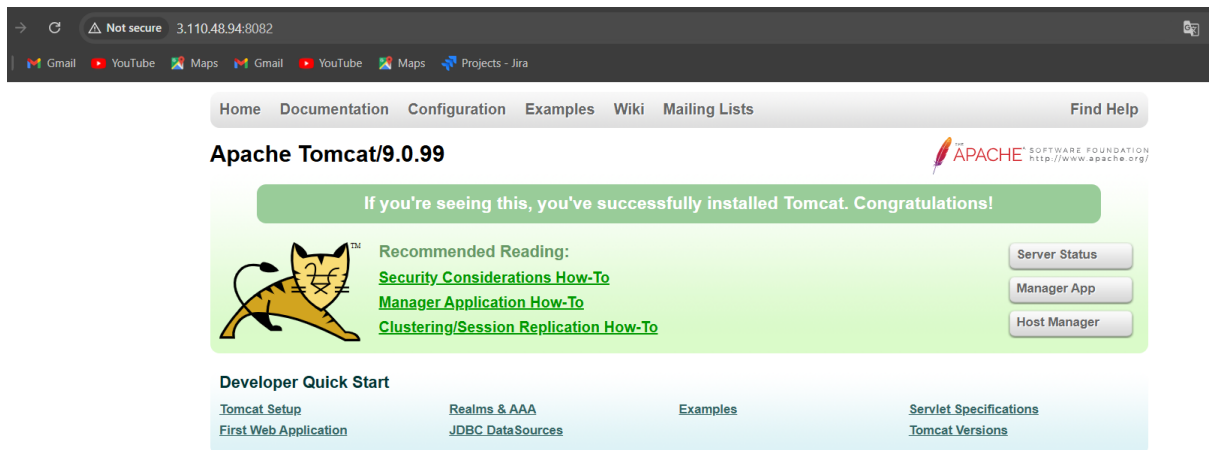 Not secure 3.110.48.94:8082
Gmail YouTube Maps Gmail YouTube Maps Projects - Jira
Home Documentation Configuration Examples Wiki Mailing Lists Find Help
Apache Tomcat/9.0.99
THE
APACHE SOFTWARE FOUNDATION
http://www.apache.org/
If you're seeing this, you've successfully installed Tomcat. Congratulations!
TM
Recommended Reading:
Security Considerations How-To
Manager Application How-To
Clustering/Session Replication How-To
Server Status
Manager App
Host Manager
Developer Quick Start
Tomcat Setup Realms & AAA Examples Servlet Specifications
First Web Application JDBC DataSources Tomcat Versions